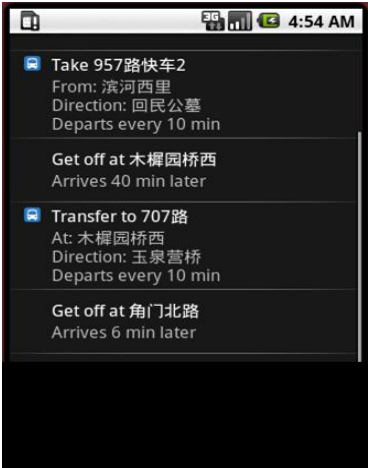 3G 4:54 AM
Take 957路快车2
From: 滨河西里
Direction: 回民公墓
Departs every 10 min
Get off at 木樨园桥西
Arrives 40 min later
Transfer to 707路
At: 木樨园桥西
Direction: 玉泉营桥
Departs every 10 min
Get off at 角门北路
Arrives 6 min later